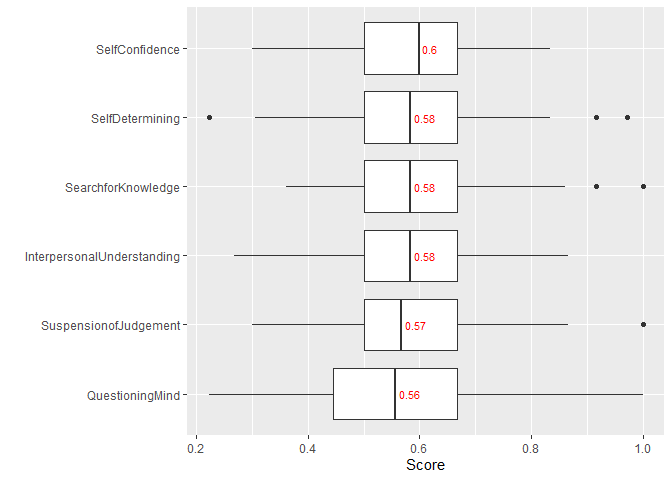 SelfConfidence
0.6
SelfDetermining
0.58
SearchforKnowledge
0.58
InterpersonalUnderstanding
0.58
SuspensionofJudgement
0.57
QuestioningMind
0.56
0.2 0.4 0.6 0.8 1.0
Score